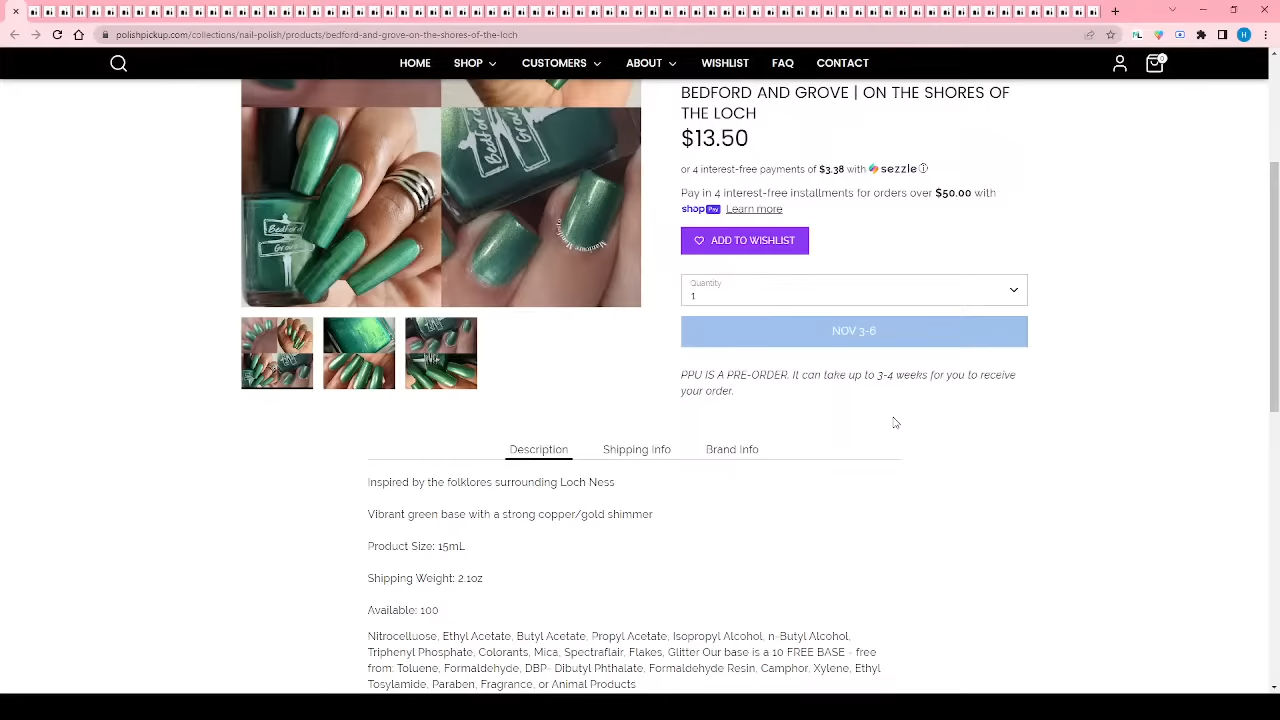 polishpickup.com/collections/nail-polish/products/bedford-and-grove-on-the-shores-of-the-loch
HOME SHOP CUSTOMERS ABOUT WISHLIST FAQ CONTACT
0
BEDFORD AND GROVE | ON THE SHORES OF
THE LOCH
$13.50
or 4 interest-free payments of $3.38 with sezzle
Pay in 4 interest-free installments for orders over $50.00 with
shop Pay Learn more
ADD TO WISHLIST
Quantity
1
NOV 3-6
PPU IS A PRE-ORDER. It can take up to 3-4 weeks for you to receive
your order.
Bedford
Grove
Bedford
Grove
Manicure Manifesto
Description Shipping Info Brand Info
Inspired by the folklores surrounding Loch Ness
Vibrant green base with a strong copper/gold shimmer
Product Size: 15mL
Shipping Weight: 2.1oz
Available: 100
Nitrocelluose, Ethyl Acetate, Butyl Acetate, Propyl Acetate, Isopropyl Alcohol, n-Butyl Alcohol,
Triphenyl Phosphate, Colorants, Mica, Spectraflair, Flakes, Glitter Our base is a 10 FREE BASE - free
from: Toluene, Formaldehyde, DBP- Dibutyl Phthalate, Formaldehyde Resin, Camphor, Xylene, Ethyl
Tosylamide, Paraben, Fragrance, or Animal Products